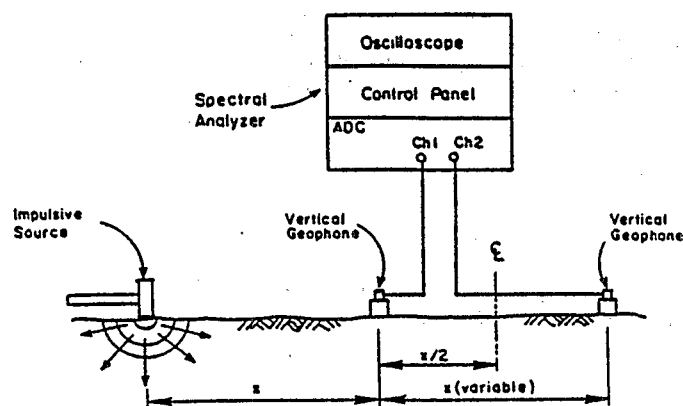 Oscilloscope
Control Panel
ADC
Ch1 Ch2
Spectral
Analyzer
Impulsive
Source
Vertical
Geophone
Vertical
Geophone
℄
x/2
x
x (variable)